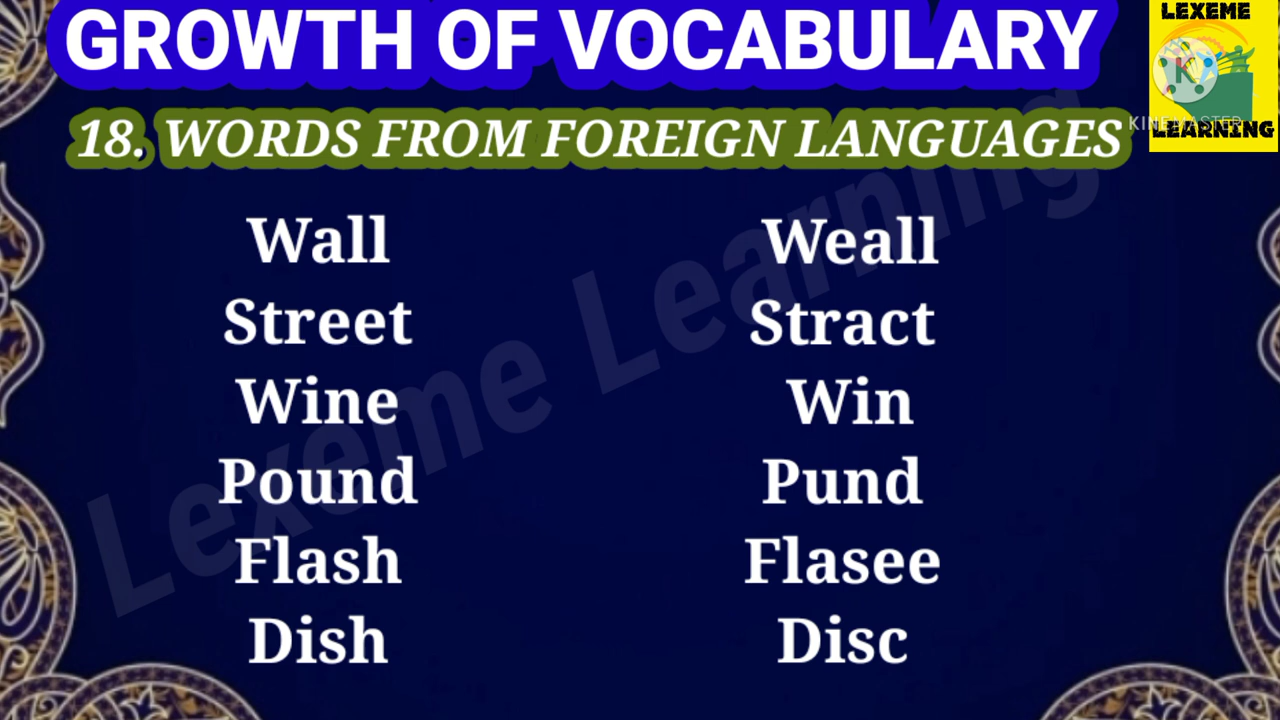 GROWTH OF VOCABULARY
LEXEME
K
KINEMASTER
LEARNING
18. WORDS FROM FOREIGN LANGUAGES
Wall Weall
Street Stract
Wine Win
Pound Pund
Flash Flasee
Dish Disc
Lexeme Learning